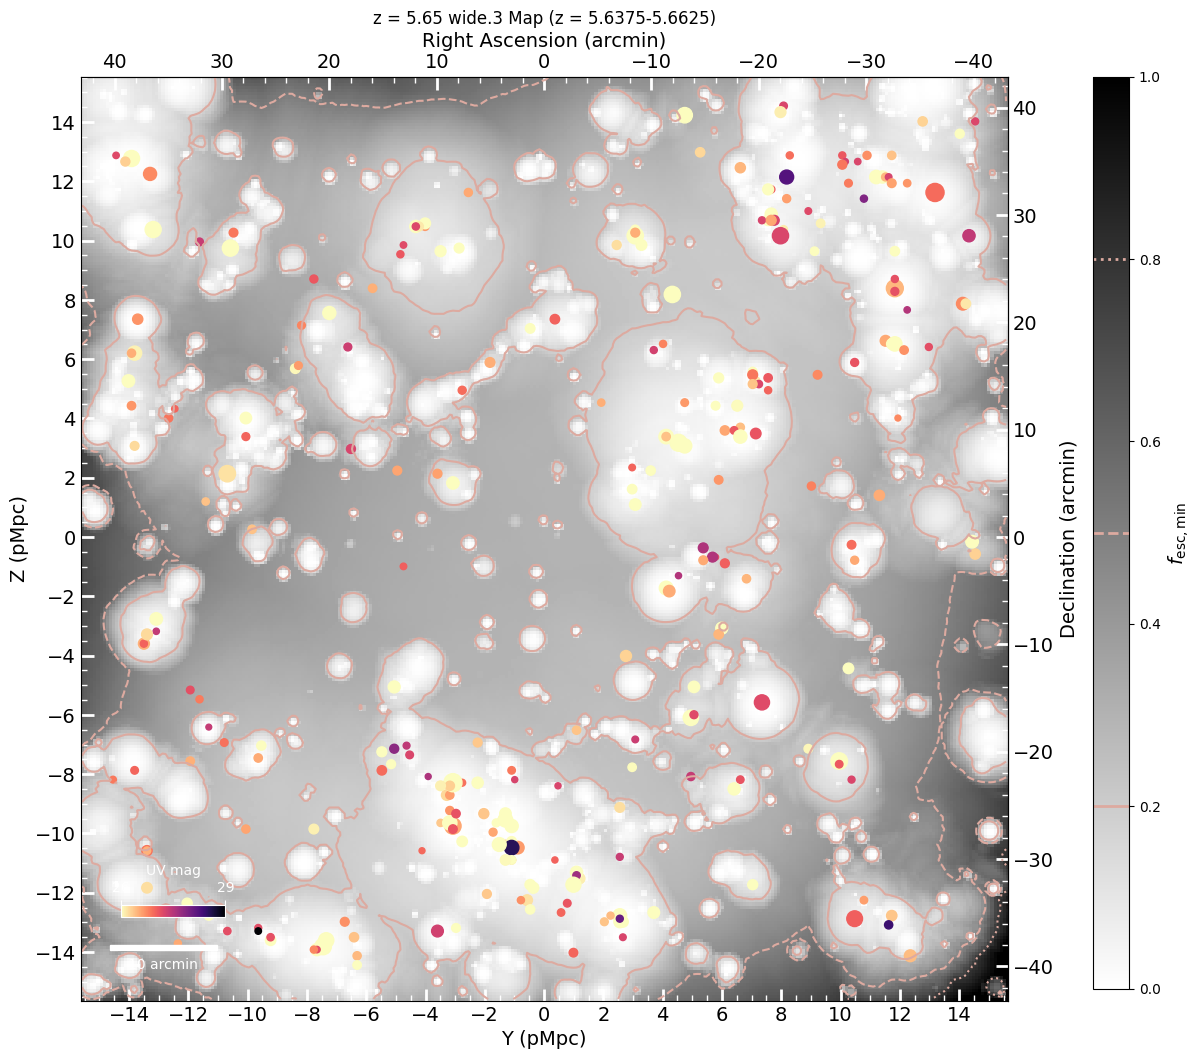 z = 5.65 wide.3 Map (z = 5.6375-5.6625)
Right Ascension (arcmin)
40 30 20 10 0 −10 −20 −30 −40
14 12 10 8 6 4 2 0 −2 −4 −6 −8 −10 −12 −14
Z (pMpc)
40 30 20 10 0 −10 −20 −30 −40
Declination (arcmin)
1.0 0.8 0.6 0.4 0.2 0.0
fesc,min
UV mag
29
0 arcmin
−14 −12 −10 −8 −6 −4 −2 0 2 4 6 8 10 12 14
Y (pMpc)